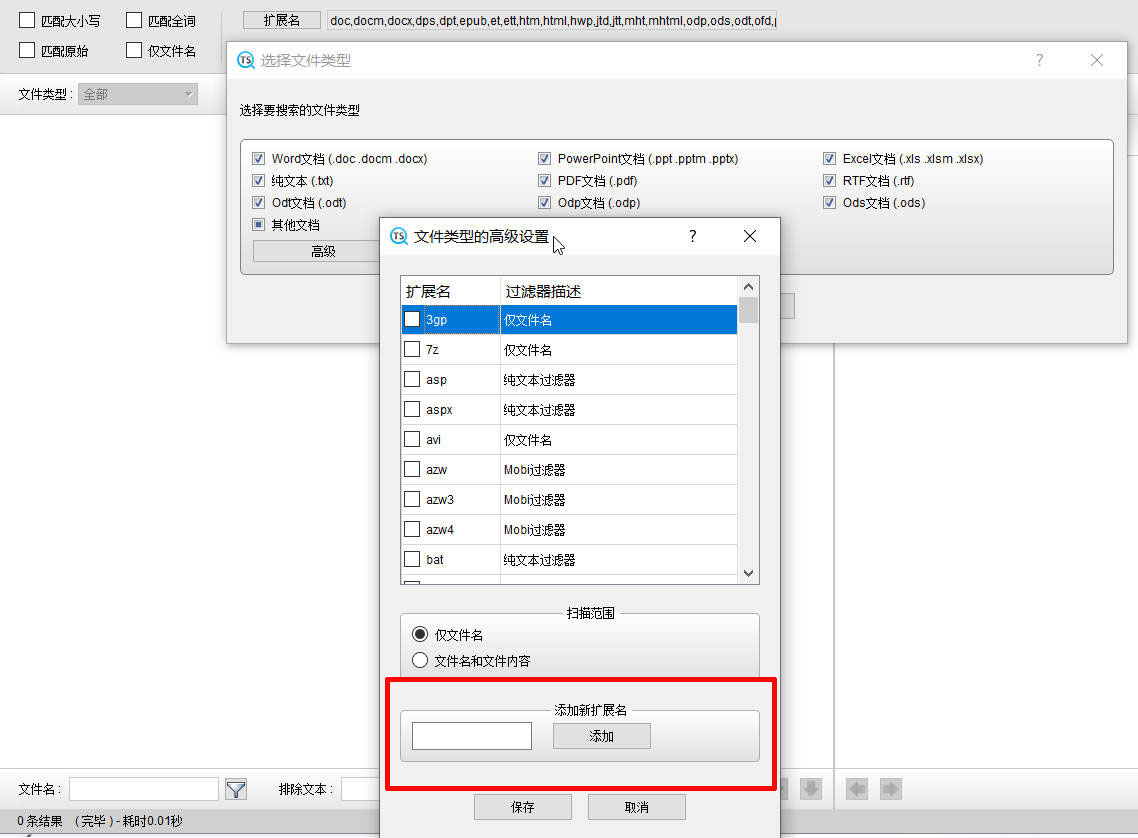 匹配大小写 匹配全词 扩展名 doc,docm,docx,dps,dpt,epub,et,ett,htm,html,hwp,jtd,jtt,mht,mhtml,odp,ods,odt,ofd,
匹配原始 仅文件名
TS 选择文件类型 ?
文件类型: 全部
选择要搜索的文件类型
Word文档 (.doc .docm .docx) PowerPoint文档 (.ppt .pptm .pptx) Excel文档 (.xls .xlsm .xlsx)
纯文本 (.txt) PDF文档 (.pdf) RTF文档 (.rtf)
Odt文档 (.odt) Odp文档 (.odp) Ods文档 (.ods)
其他文档
高级
TS 文件类型的高级设置 ?
扩展名 过滤器描述
3gp 仅文件名
7z 仅文件名
asp 纯文本过滤器
aspx 纯文本过滤器
avi 仅文件名
azw Mobi过滤器
azw3 Mobi过滤器
azw4 Mobi过滤器
bat 纯文本过滤器
扫描范围
仅文件名
文件名和文件内容
添加新扩展名
添加
文件名: 排除文本:
保存 取消
0 条结果 （完毕）- 耗时0.01秒